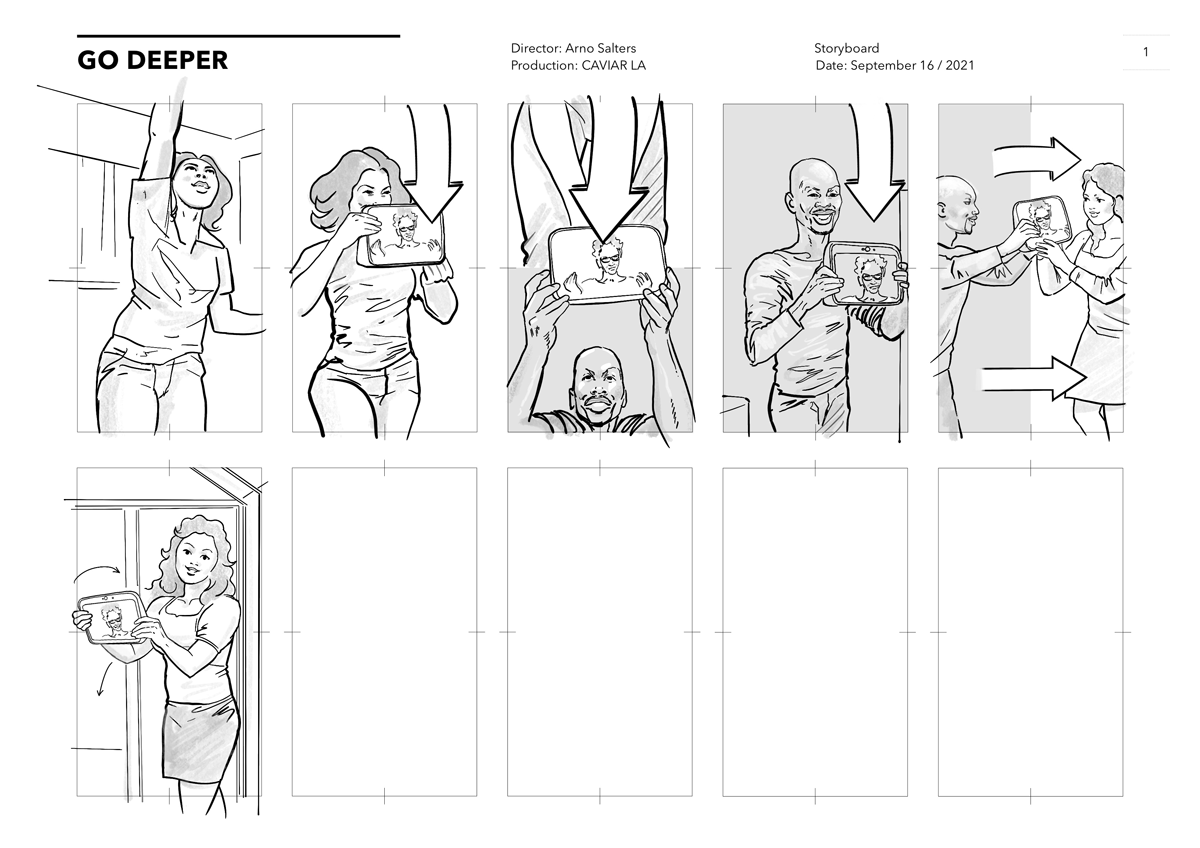 GO DEEPER
Director: Arno Salters
Production: CAVIAR LA
Storyboard
Date: September 16 / 2021
1